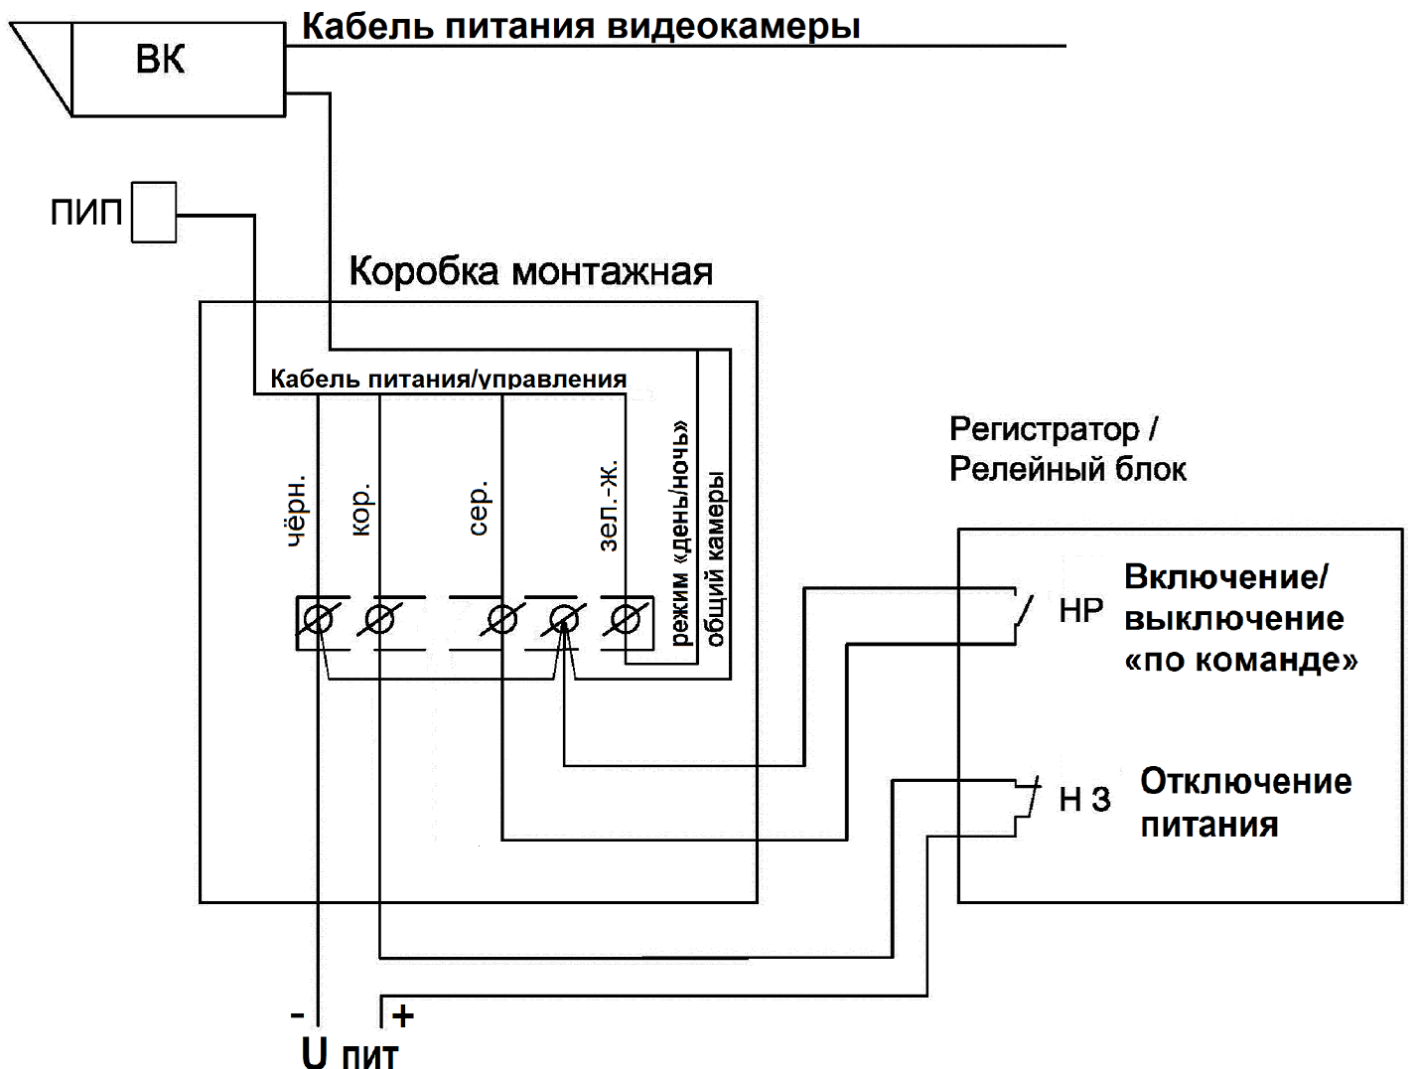 Кабель питания видеокамеры
ВК
ПИП
Коробка монтажная
Кабель питания/управления
чёрн.
кор.
сер.
зел.-ж.
режим «день/ночь»
общий камеры
Регистратор /
Релейный блок
НР
Включение/
выключение
«по команде»
Н З
Отключение
питания
- +
U пит